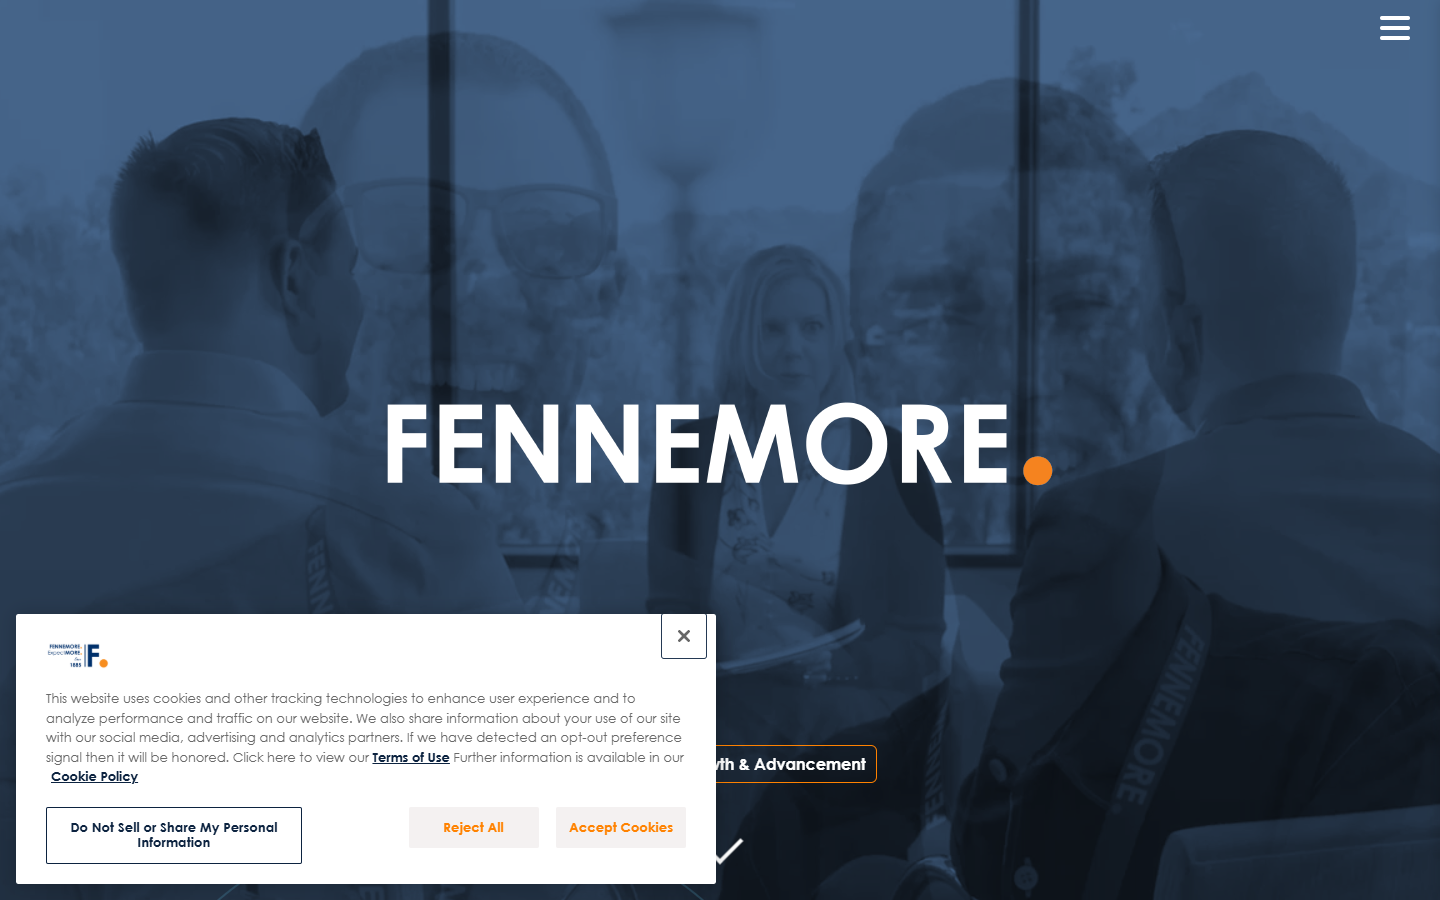 FENNEMORE.
FENNEMORE.
FENNEMORE.
1885
F.
This website uses cookies and other tracking technologies to enhance user experience and to
analyze performance and traffic on our website. We also share information about your use of our site
with our social media, advertising and analytics partners. If we have detected an opt-out preference
signal then it will be honored. Click here to view our Terms of Use Further information is available in our
Cookie Policy
& Advancement
Do Not Sell or Share My Personal
Information
Reject All
Accept Cookies